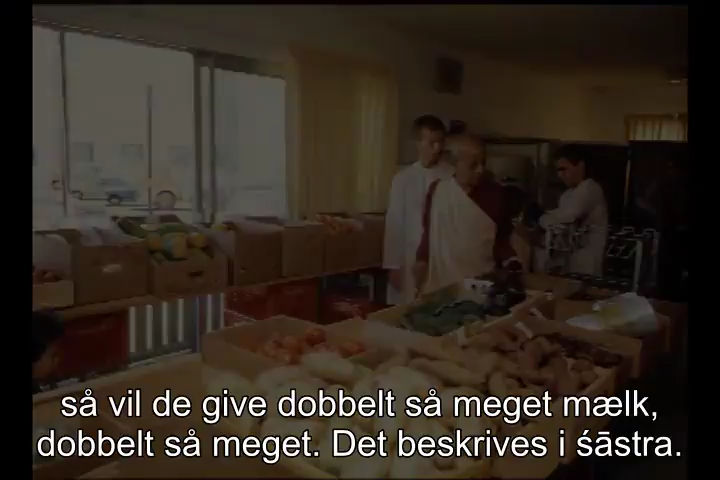 så vil de give dobbelt så meget mælk,
dobbelt så meget. Det beskrives i śāstra.